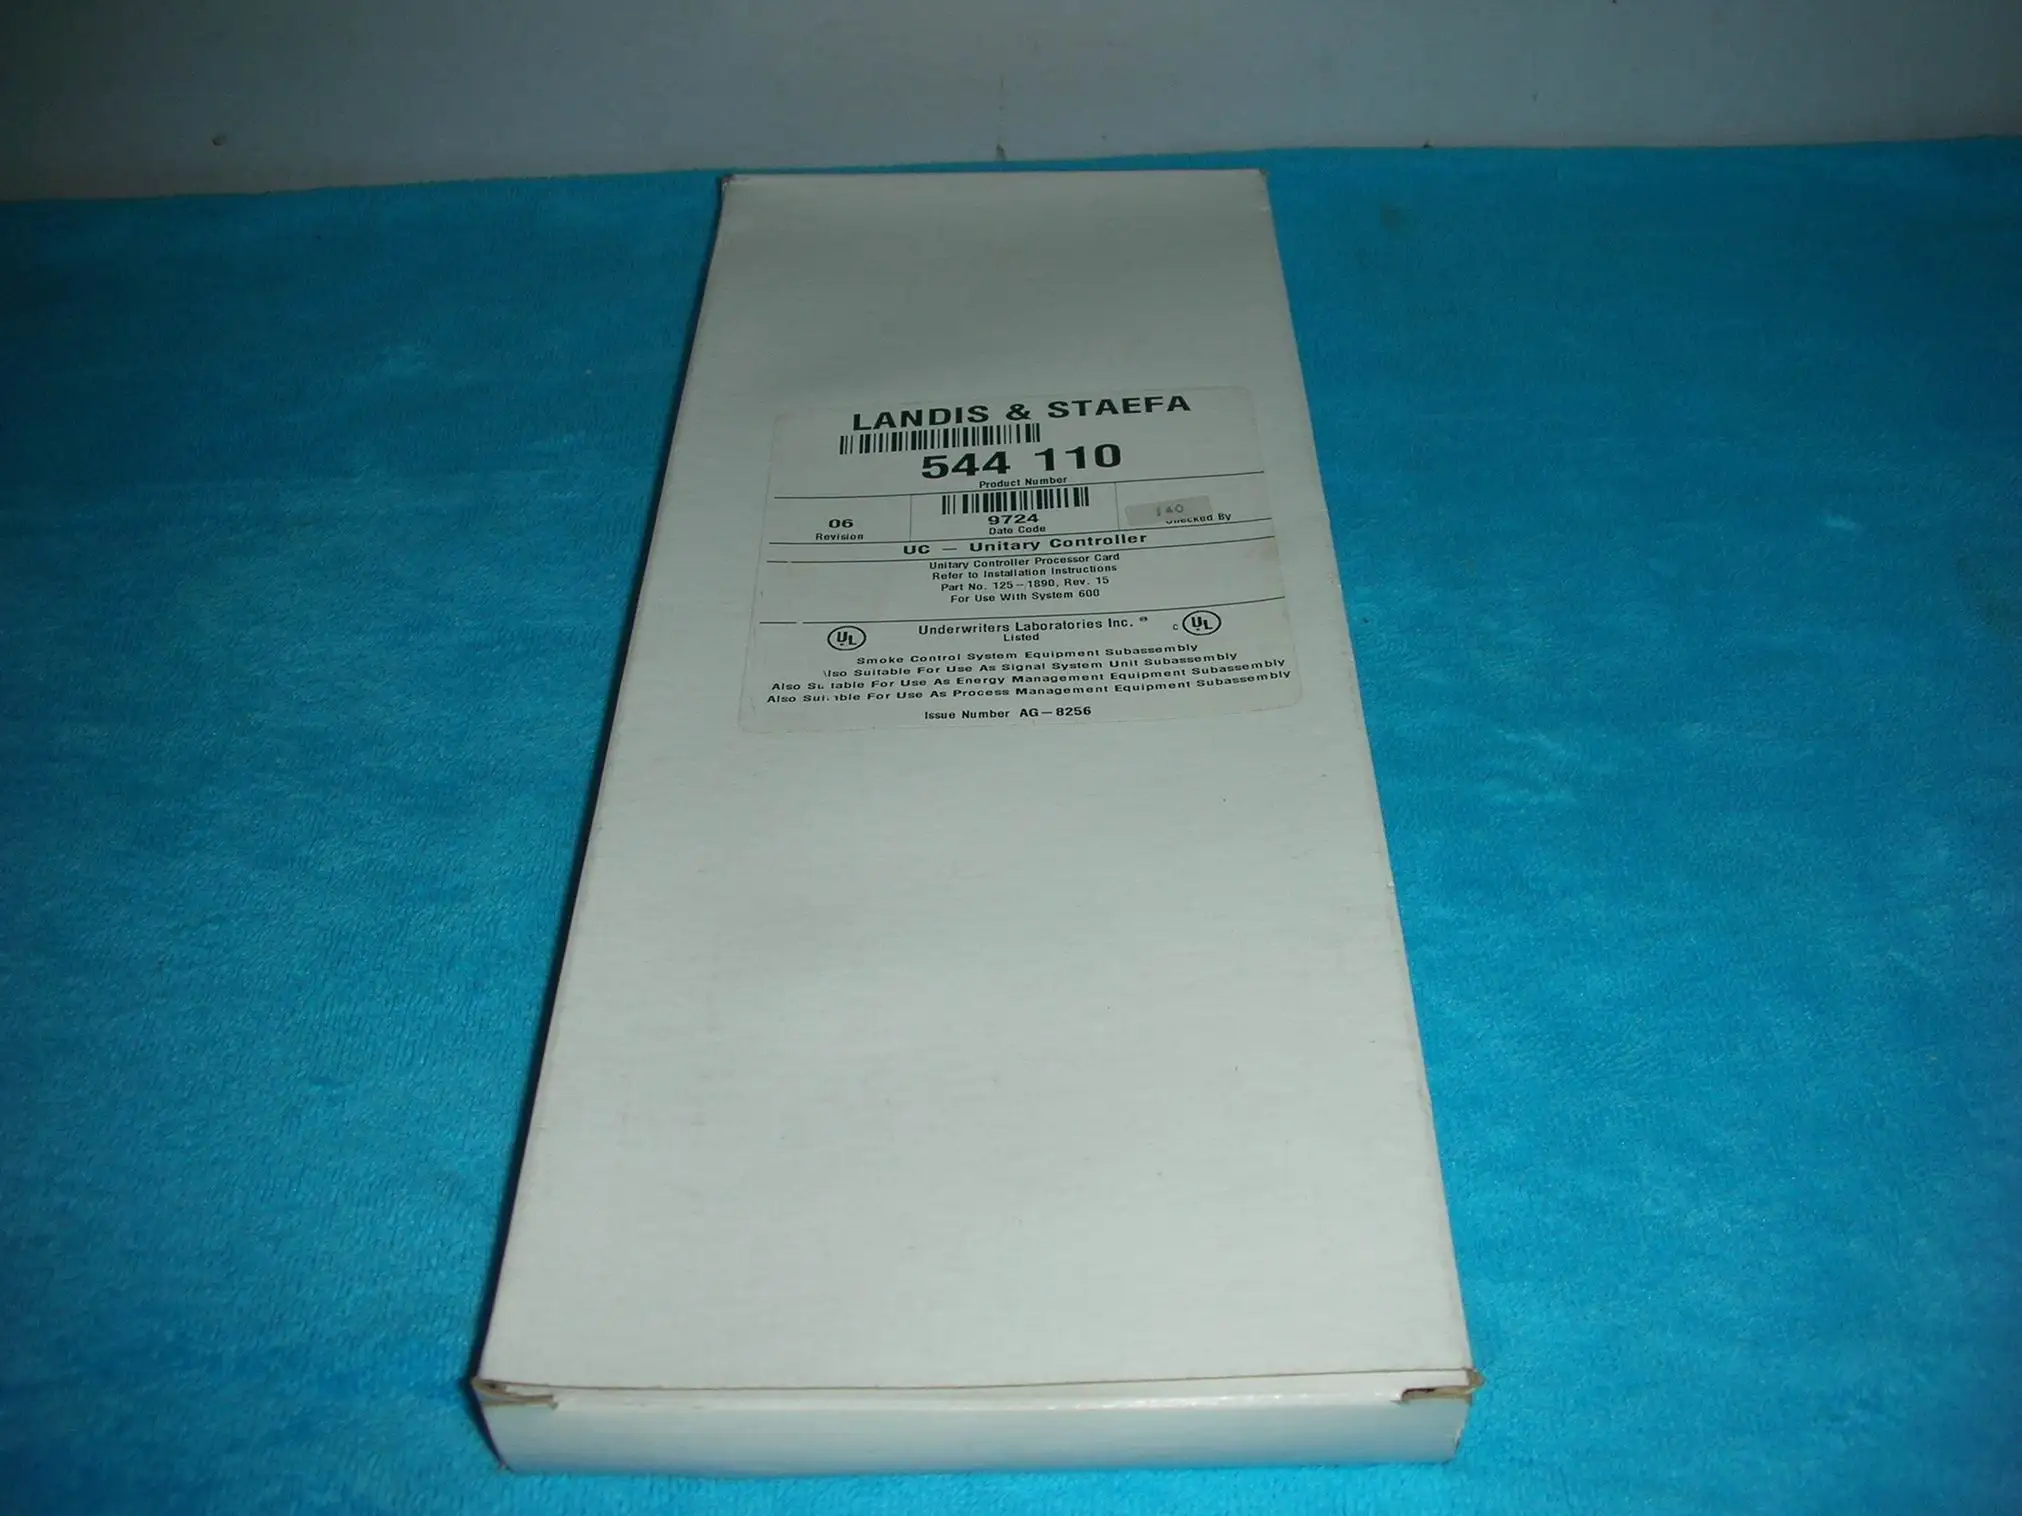 LANDIS & STAEFA
544 110
Product Number
06
Revision
9724
Date Code
140
Checked By
UC – Unitary Controller
Unitary Controller Processor Card
Refer to Installation Instructions
Part No. 125–1890, Rev. 15
For Use With System 600
UL
Underwriters Laboratories Inc. ®
Listed
c UL
Smoke Control System Equipment Subassembly
Also Suitable For Use As Signal System Unit Subassembly
Also Suitable For Use As Energy Management Equipment Subassembly
Also Suitable For Use As Process Management Equipment Subassembly
Issue Number AG–8256